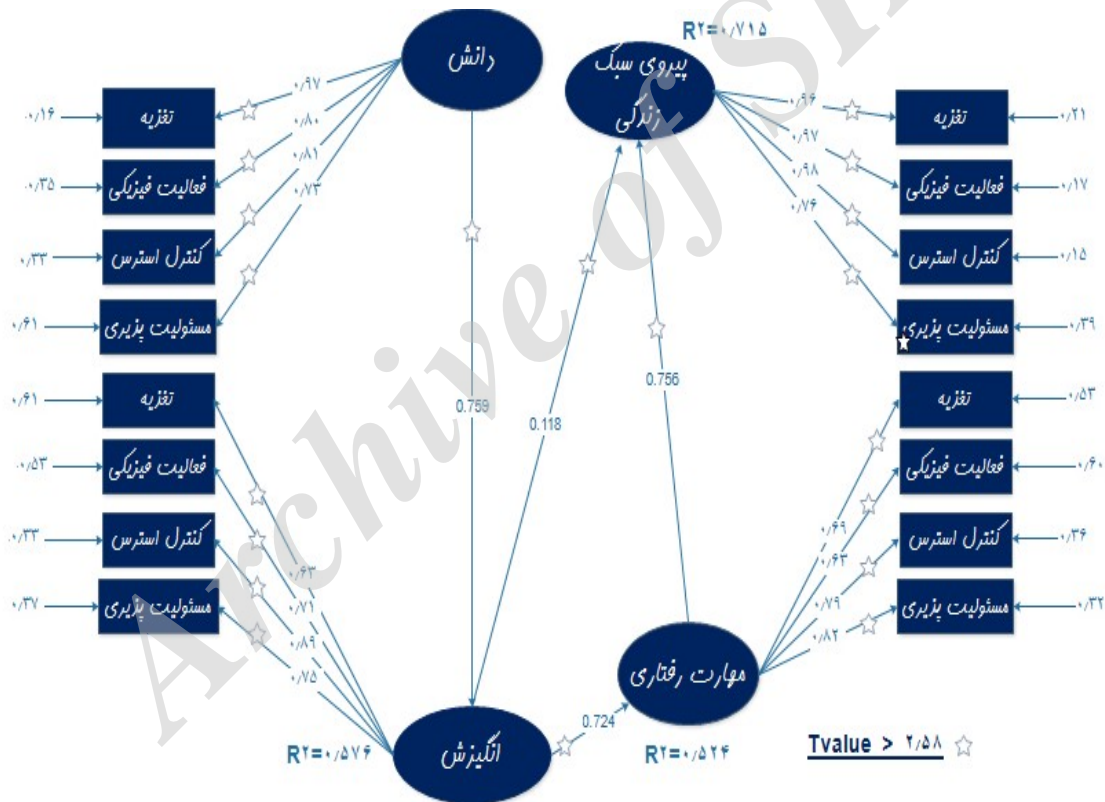 R۲=۰/۷۱۵
دانش
پیروی سبک
زندگی
۰/۹۷
۰/۸۰
۰/۸۱
۰/۷۳
۰/۹۶
۰/۹۷
۰/۹۸
۰/۷۶
۰/۱۶
تغذیه
۰/۳۵
فعالیت فیزیکی
۰/۳۳
کنترل استرس
۰/۶۱
مسئولیت پذیری
تغذیه
۰/۲۱
فعالیت فیزیکی
۰/۱۷
کنترل استرس
۰/۱۵
مسئولیت پذیری
۰/۳۹
0.759
0.118
0.756
۰/۶۱
تغذیه
۰/۵۳
فعالیت فیزیکی
۰/۳۳
کنترل استرس
۰/۳۷
مسئولیت پذیری
۰/۶۳
۰/۷۱
۰/۸۹
۰/۷۵
تغذیه
۰/۵۳
فعالیت فیزیکی
۰/۶۰
کنترل استرس
۰/۳۶
مسئولیت پذیری
۰/۳۲
۰/۶۹
۰/۶۳
۰/۷۹
۰/۸۲
مهارت رفتاری
0.724
انگیزش
R۲=۰/۵۷۶
R۲=۰/۵۲۴
Tvalue > ۲/۵۸
Archive of SI